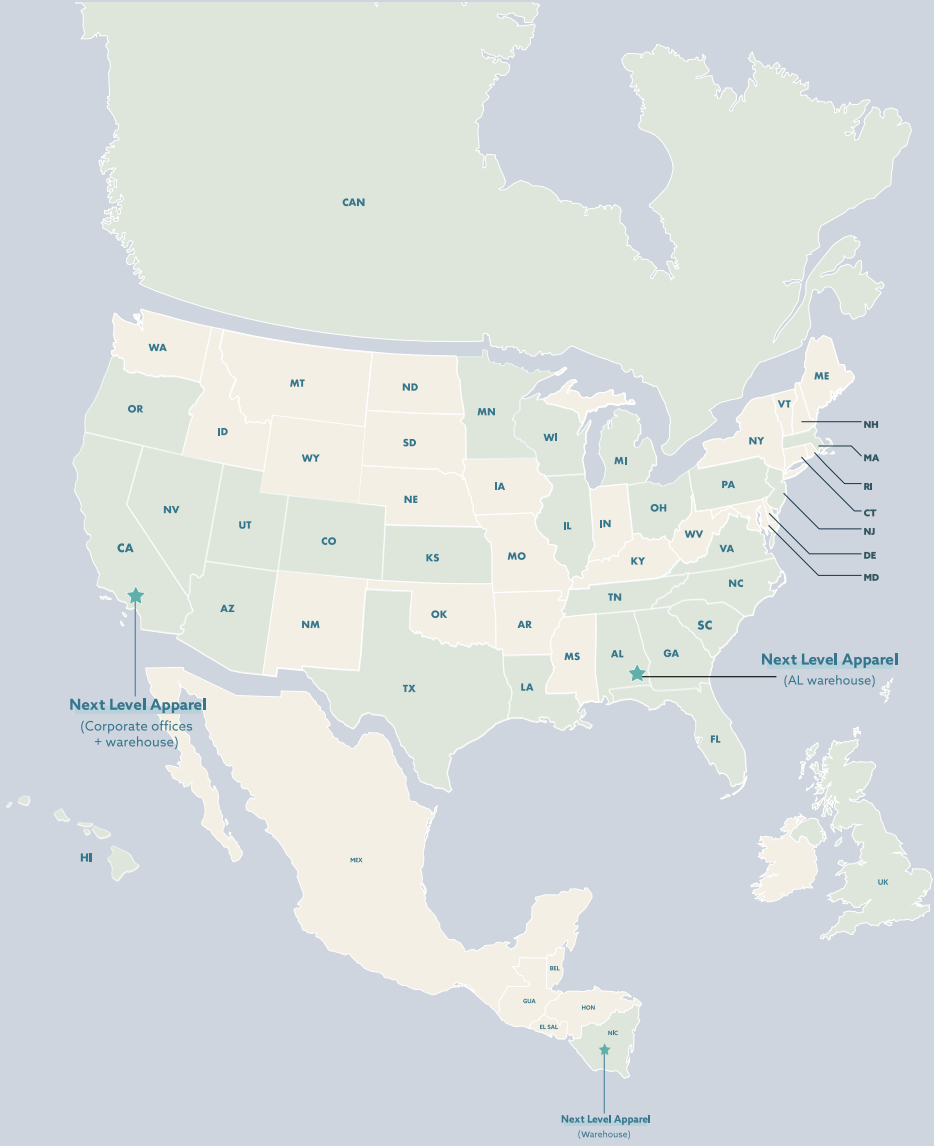 CAN
WA
MT
ND
MN
ME
VT
OR
ID
SD
WI
MI
NY
NH
WY
MA
IA
NE
PA
RI
NV
UT
CO
KS
IL
IN
OH
CT
NJ
CA
MO
WV
VA
KY
DE
MD
AZ
NM
OK
AR
TN
NC
SC
MS
AL
GA
TX
LA
FL
Next Level Apparel
(AL warehouse)
Next Level Apparel
(Corporate offices
+ warehouse)
HI
MEX
UK
BEL
GUA
HON
EL SAL
NIC
Next Level Apparel
(Warehouse)